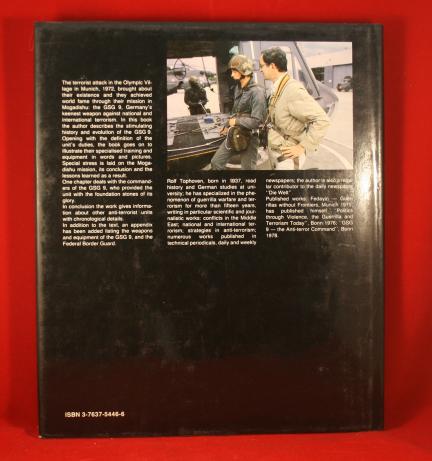 The terrorist attack in the Olympic Vil-
lage in Munich, 1972, brought about
their existence and they achieved
world fame through their mission in
Mogadishu: the GSG 9, Germany's
keenest weapon against national and
international terrorism. In this book
the author describes the stimulating
history and evolution of the GSG 9.
Opening with the definition of the
unit's duties, the book goes on to
illustrate their specialised training and
equipment in words and pictures.
Special stress is laid on the Moga-
dishu mission, its conclusion and the
lessons learned as a result.
One chapter deals with the command-
ers of the GSG 9, who provided the
unit with the foundation stones of its
glory.
In conclusion the work gives informa-
tion about other anti-terrorist units
with chronological details.
In addition to the text, an appendix
has been added listing the weapons
and equipment of the GSG 9, and the
Federal Border Guard.
Rolf Tophoven, born in 1937, read
history and German studies at uni-
versity; he has specialized in the phe-
nomenon of guerrilla warfare and ter-
rorism for more than fifteen years,
writing in particular scientific and jour-
nalistic works: conflicts in the Middle
East; national and international ter-
rorism, strategies in anti-terrorism;
numerous works published in
technical periodicals, daily and weekly
newspapers; the author is also a regu-
lar contributor to the daily newspaper
"Die Welt".
Published works: Fedayin — Gue-
rillas without Frontiers, Munich
has published himself "Politics
through Violence, the Guerilla and
Terrorism Today", Bonn 1976; "GSG
9 — the Anti-terror Command", Bonn
1978.
ISBN 3-7637-5446-6